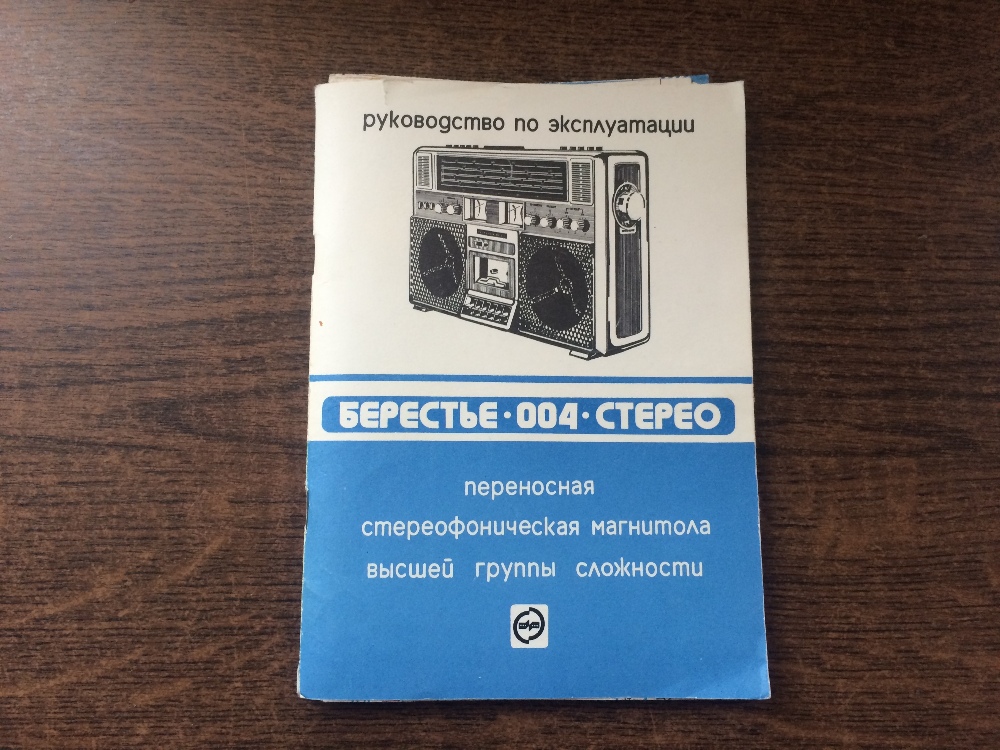 руководство по эксплуатации
БЕРЕСТЬЕ·004·СТЕРЕО
переносная
стереофоническая магнитола
высшей группы сложности